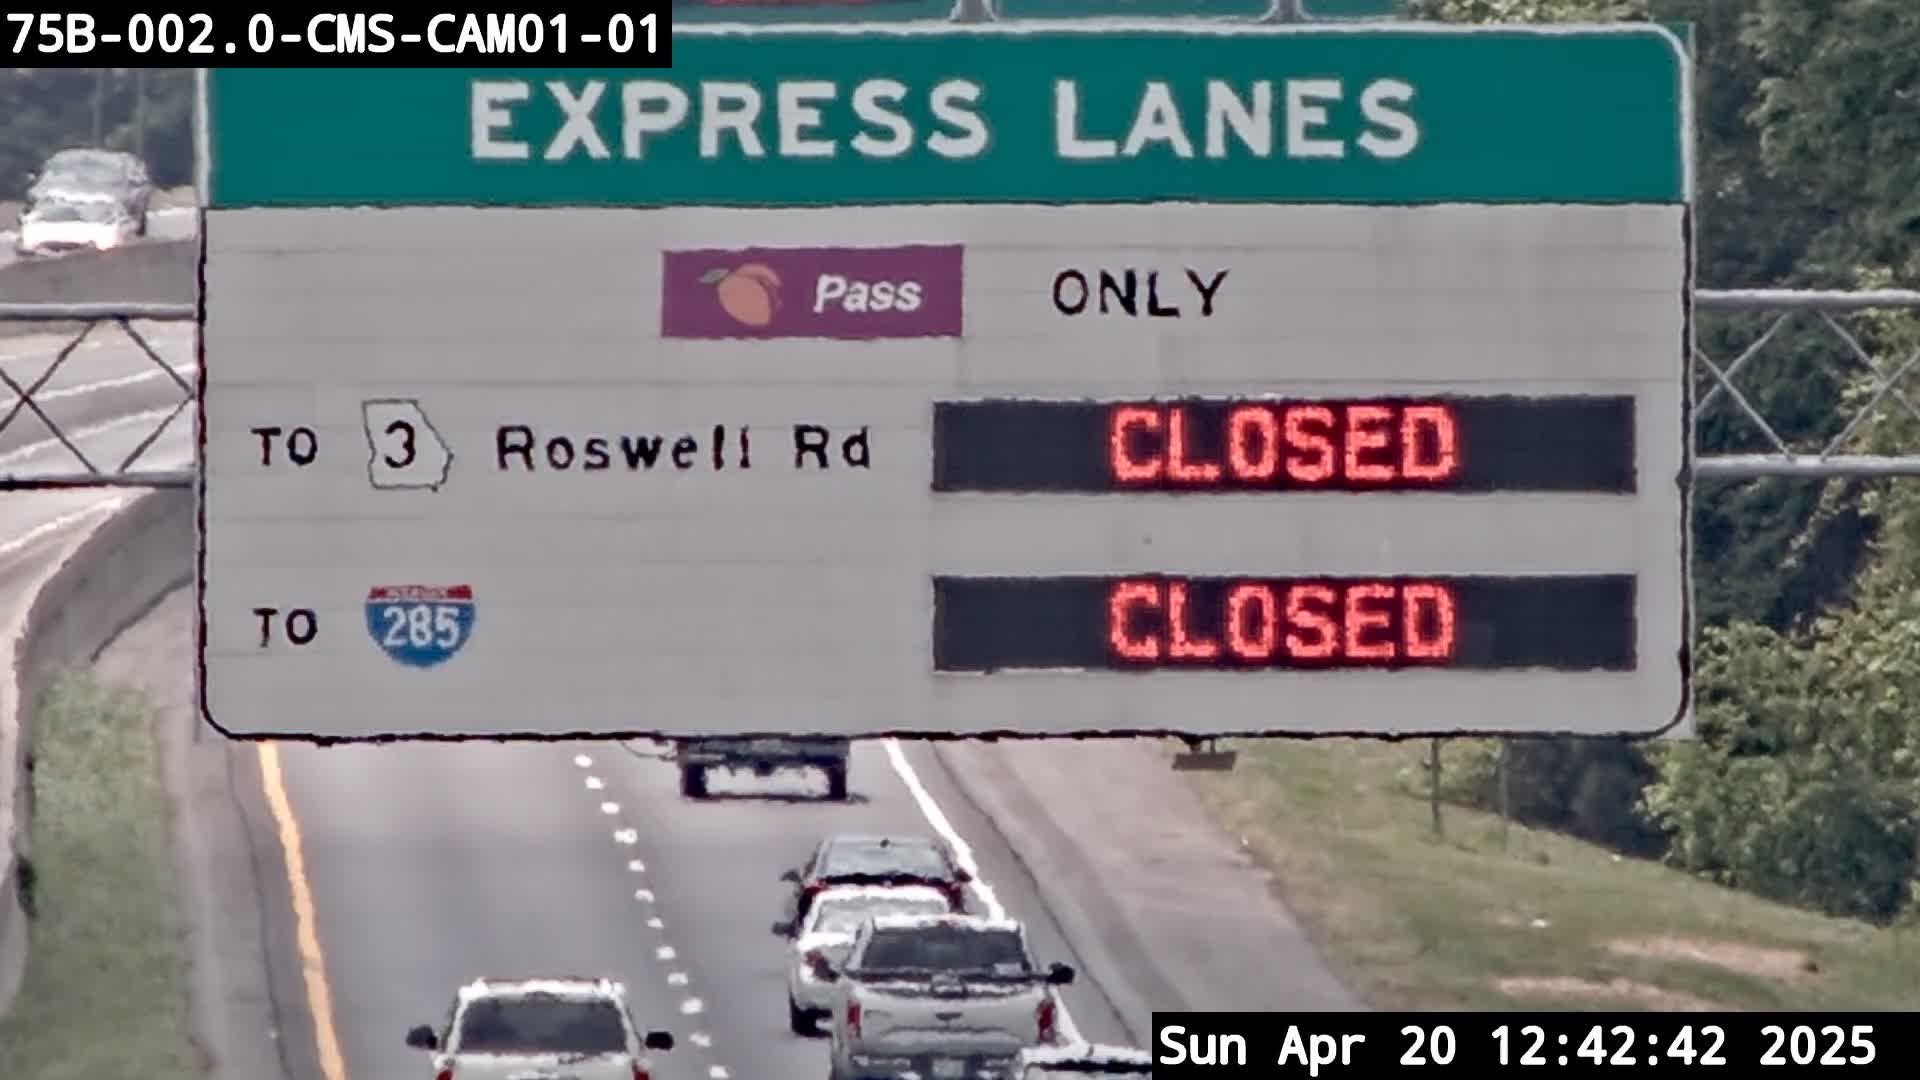 75B-002.0-CMS-CAM01-01
EXPRESS LANES
Pass ONLY
TO 3 Roswell Rd CLOSED
TO 285 CLOSED
Sun Apr 20 12:42:42 2025